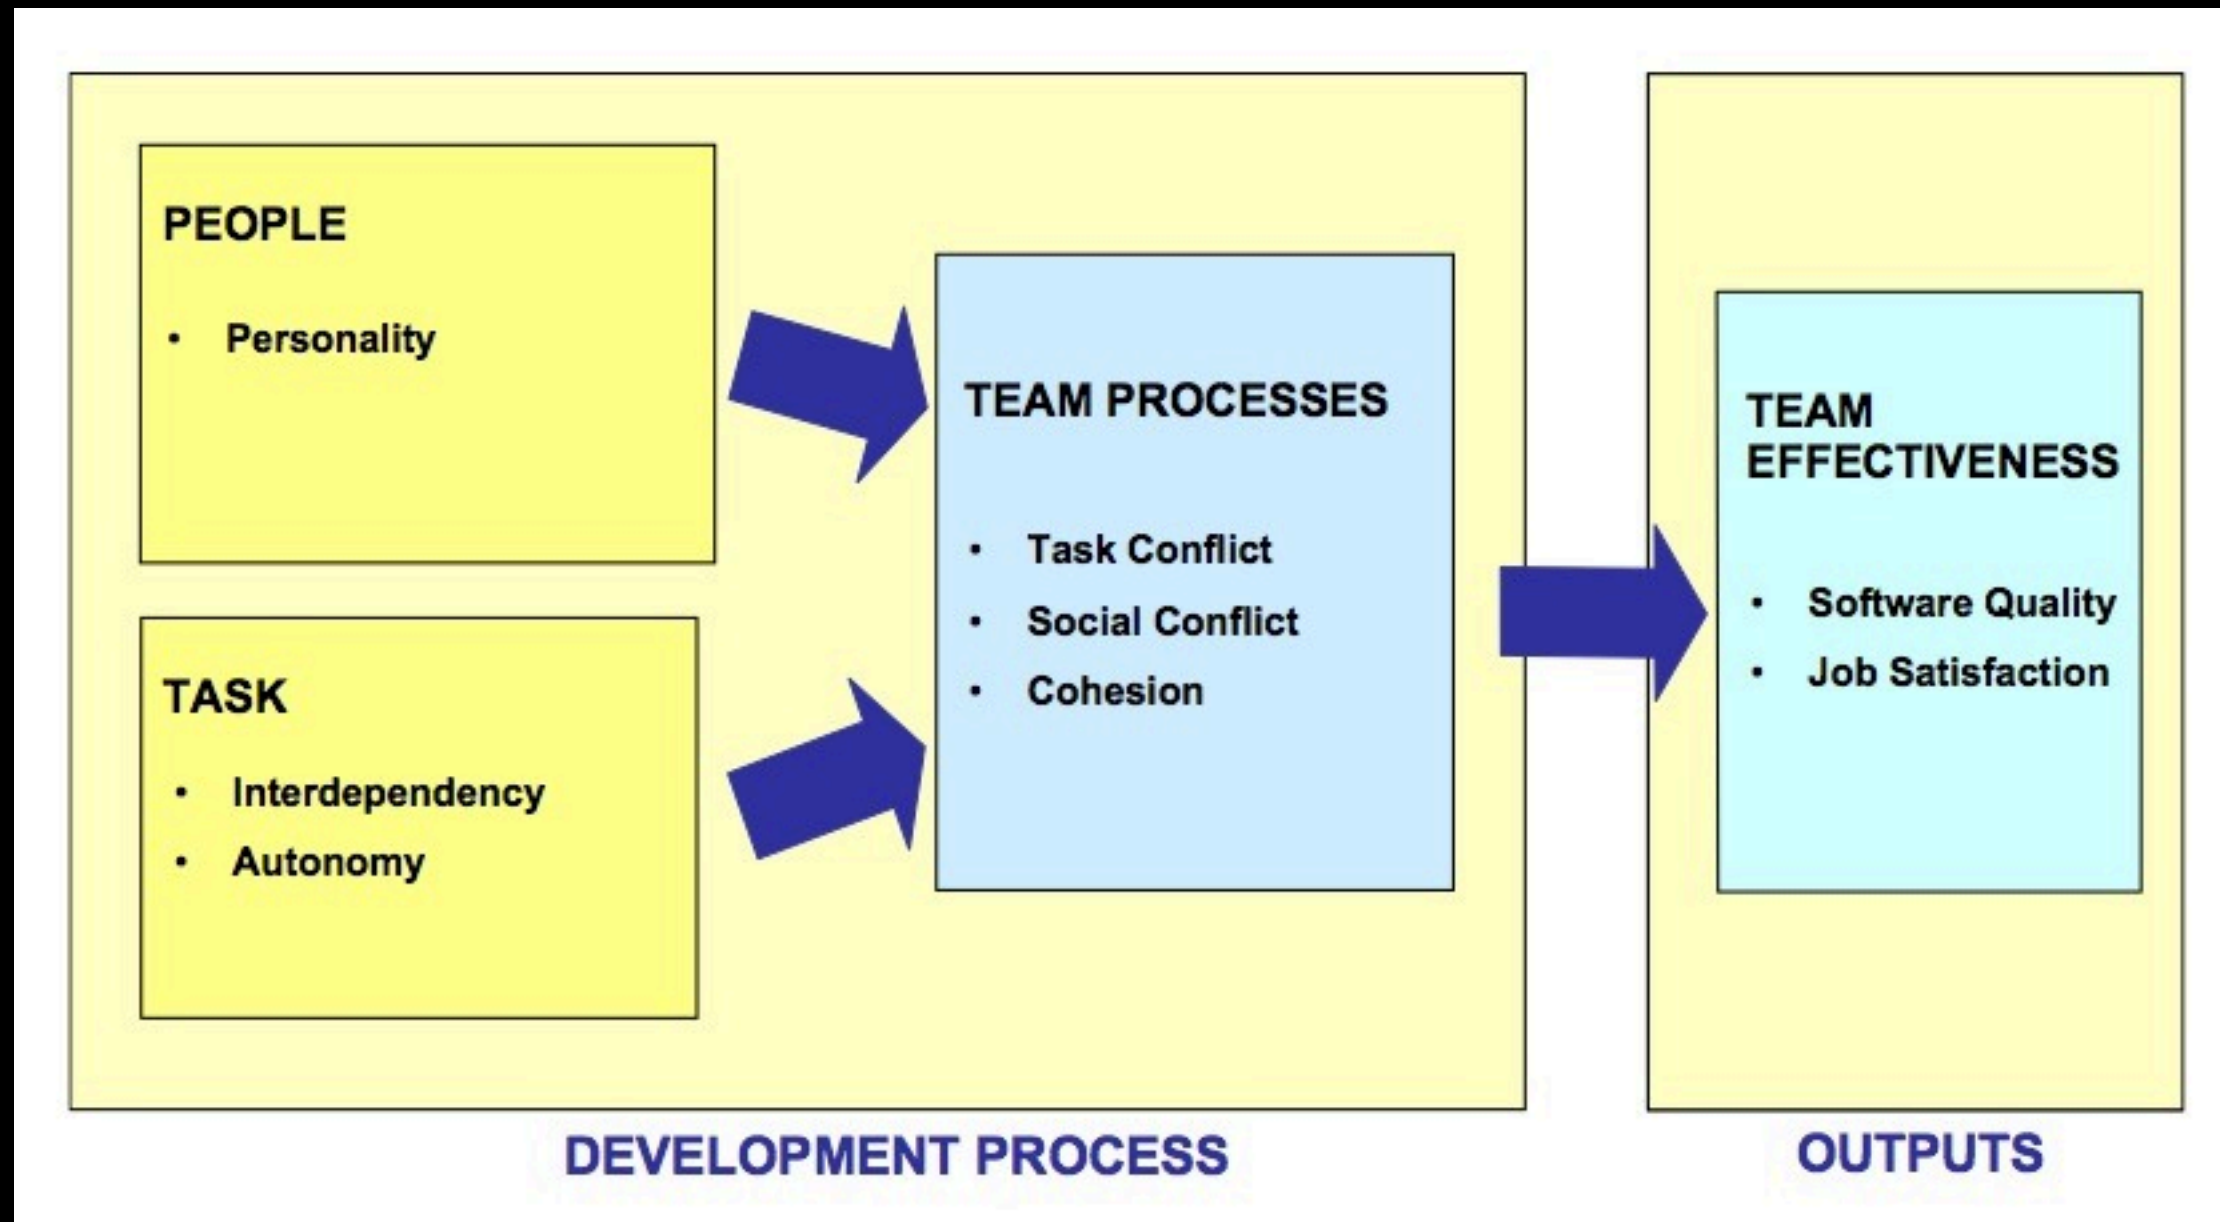 PEOPLE
• Personality
TASK
• Interdependency
• Autonomy
TEAM PROCESSES
• Task Conflict
• Social Conflict
• Cohesion
TEAM
EFFECTIVENESS
• Software Quality
• Job Satisfaction
DEVELOPMENT PROCESS
OUTPUTS